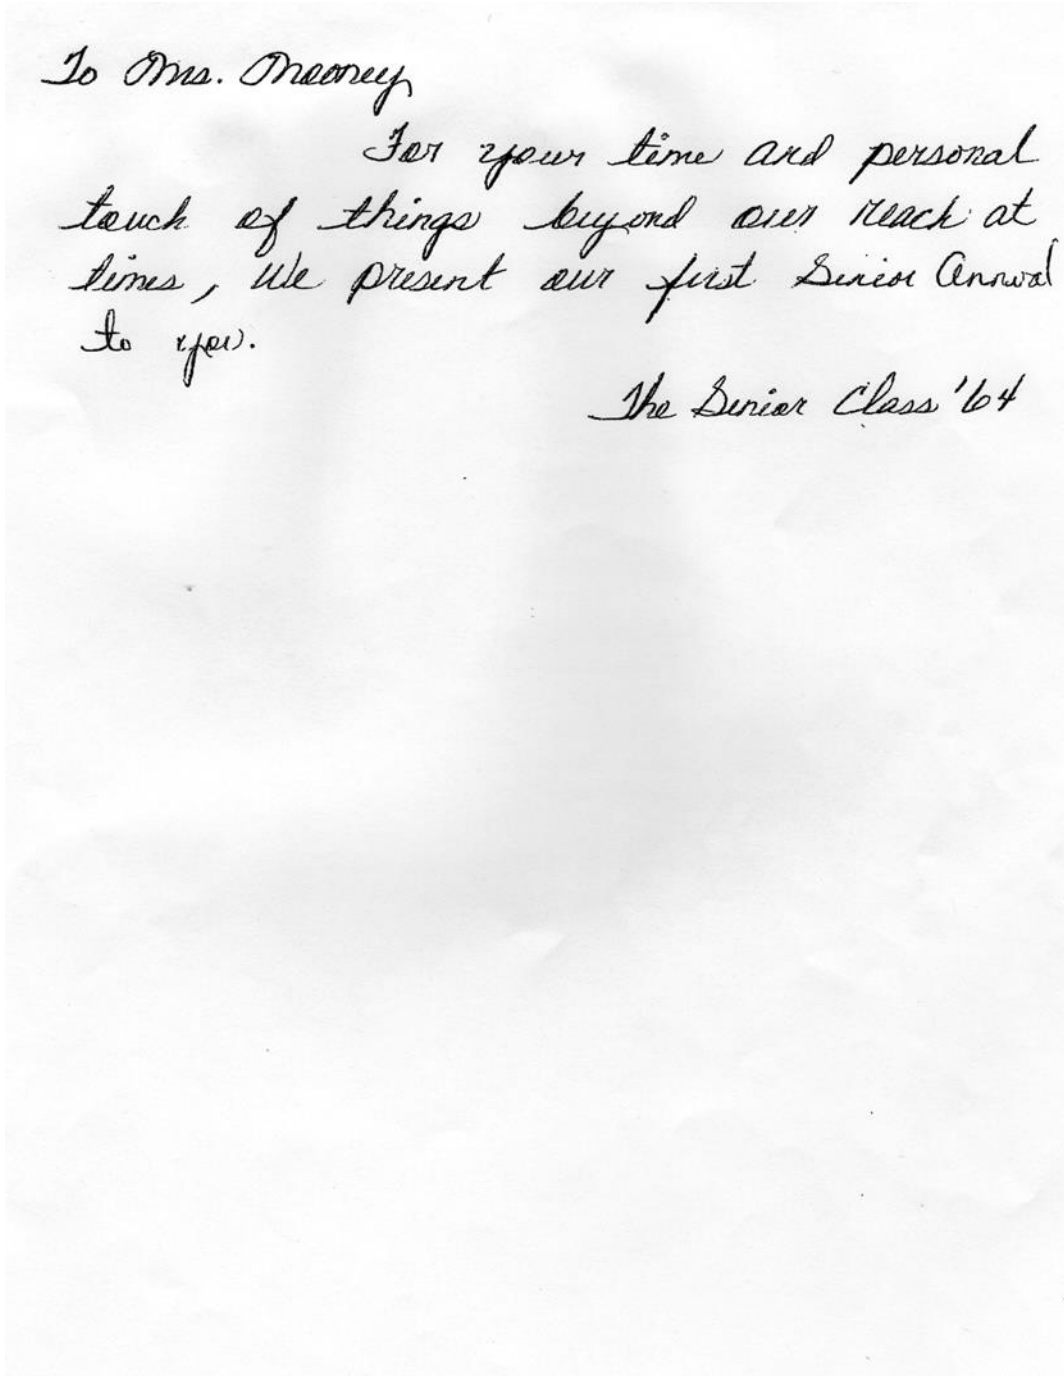 To Ms. Mooney
For your time and personal
touch of things beyond our reach at
times, We present our first Senior Annual
to you.
The Senior Class '64